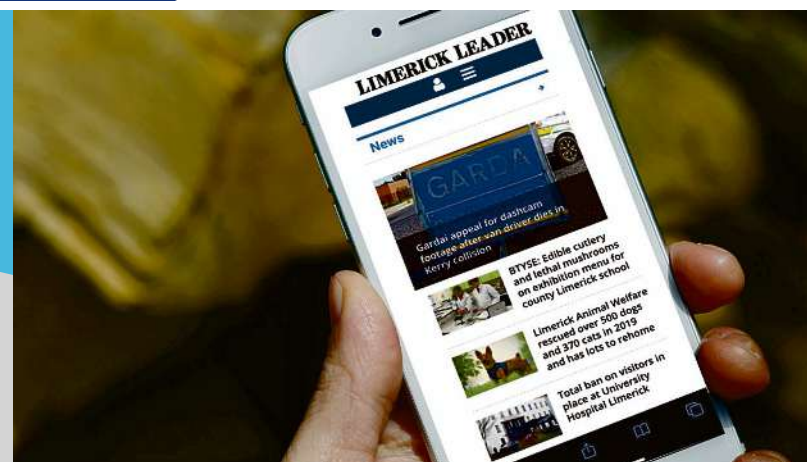 LIMERICK LEADER
News
GARDA
Gardai appeal for dashcam
footage after van driver dies in
Kerry collision
BTYSE: Edible cutlery
and lethal mushrooms
on exhibition menu for
county Limerick school
Limerick Animal Welfare
rescued over 500 dogs
and 370 cats in 2019
and has lots to rehome
Total ban on visitors in
place at University
Hospital Limerick